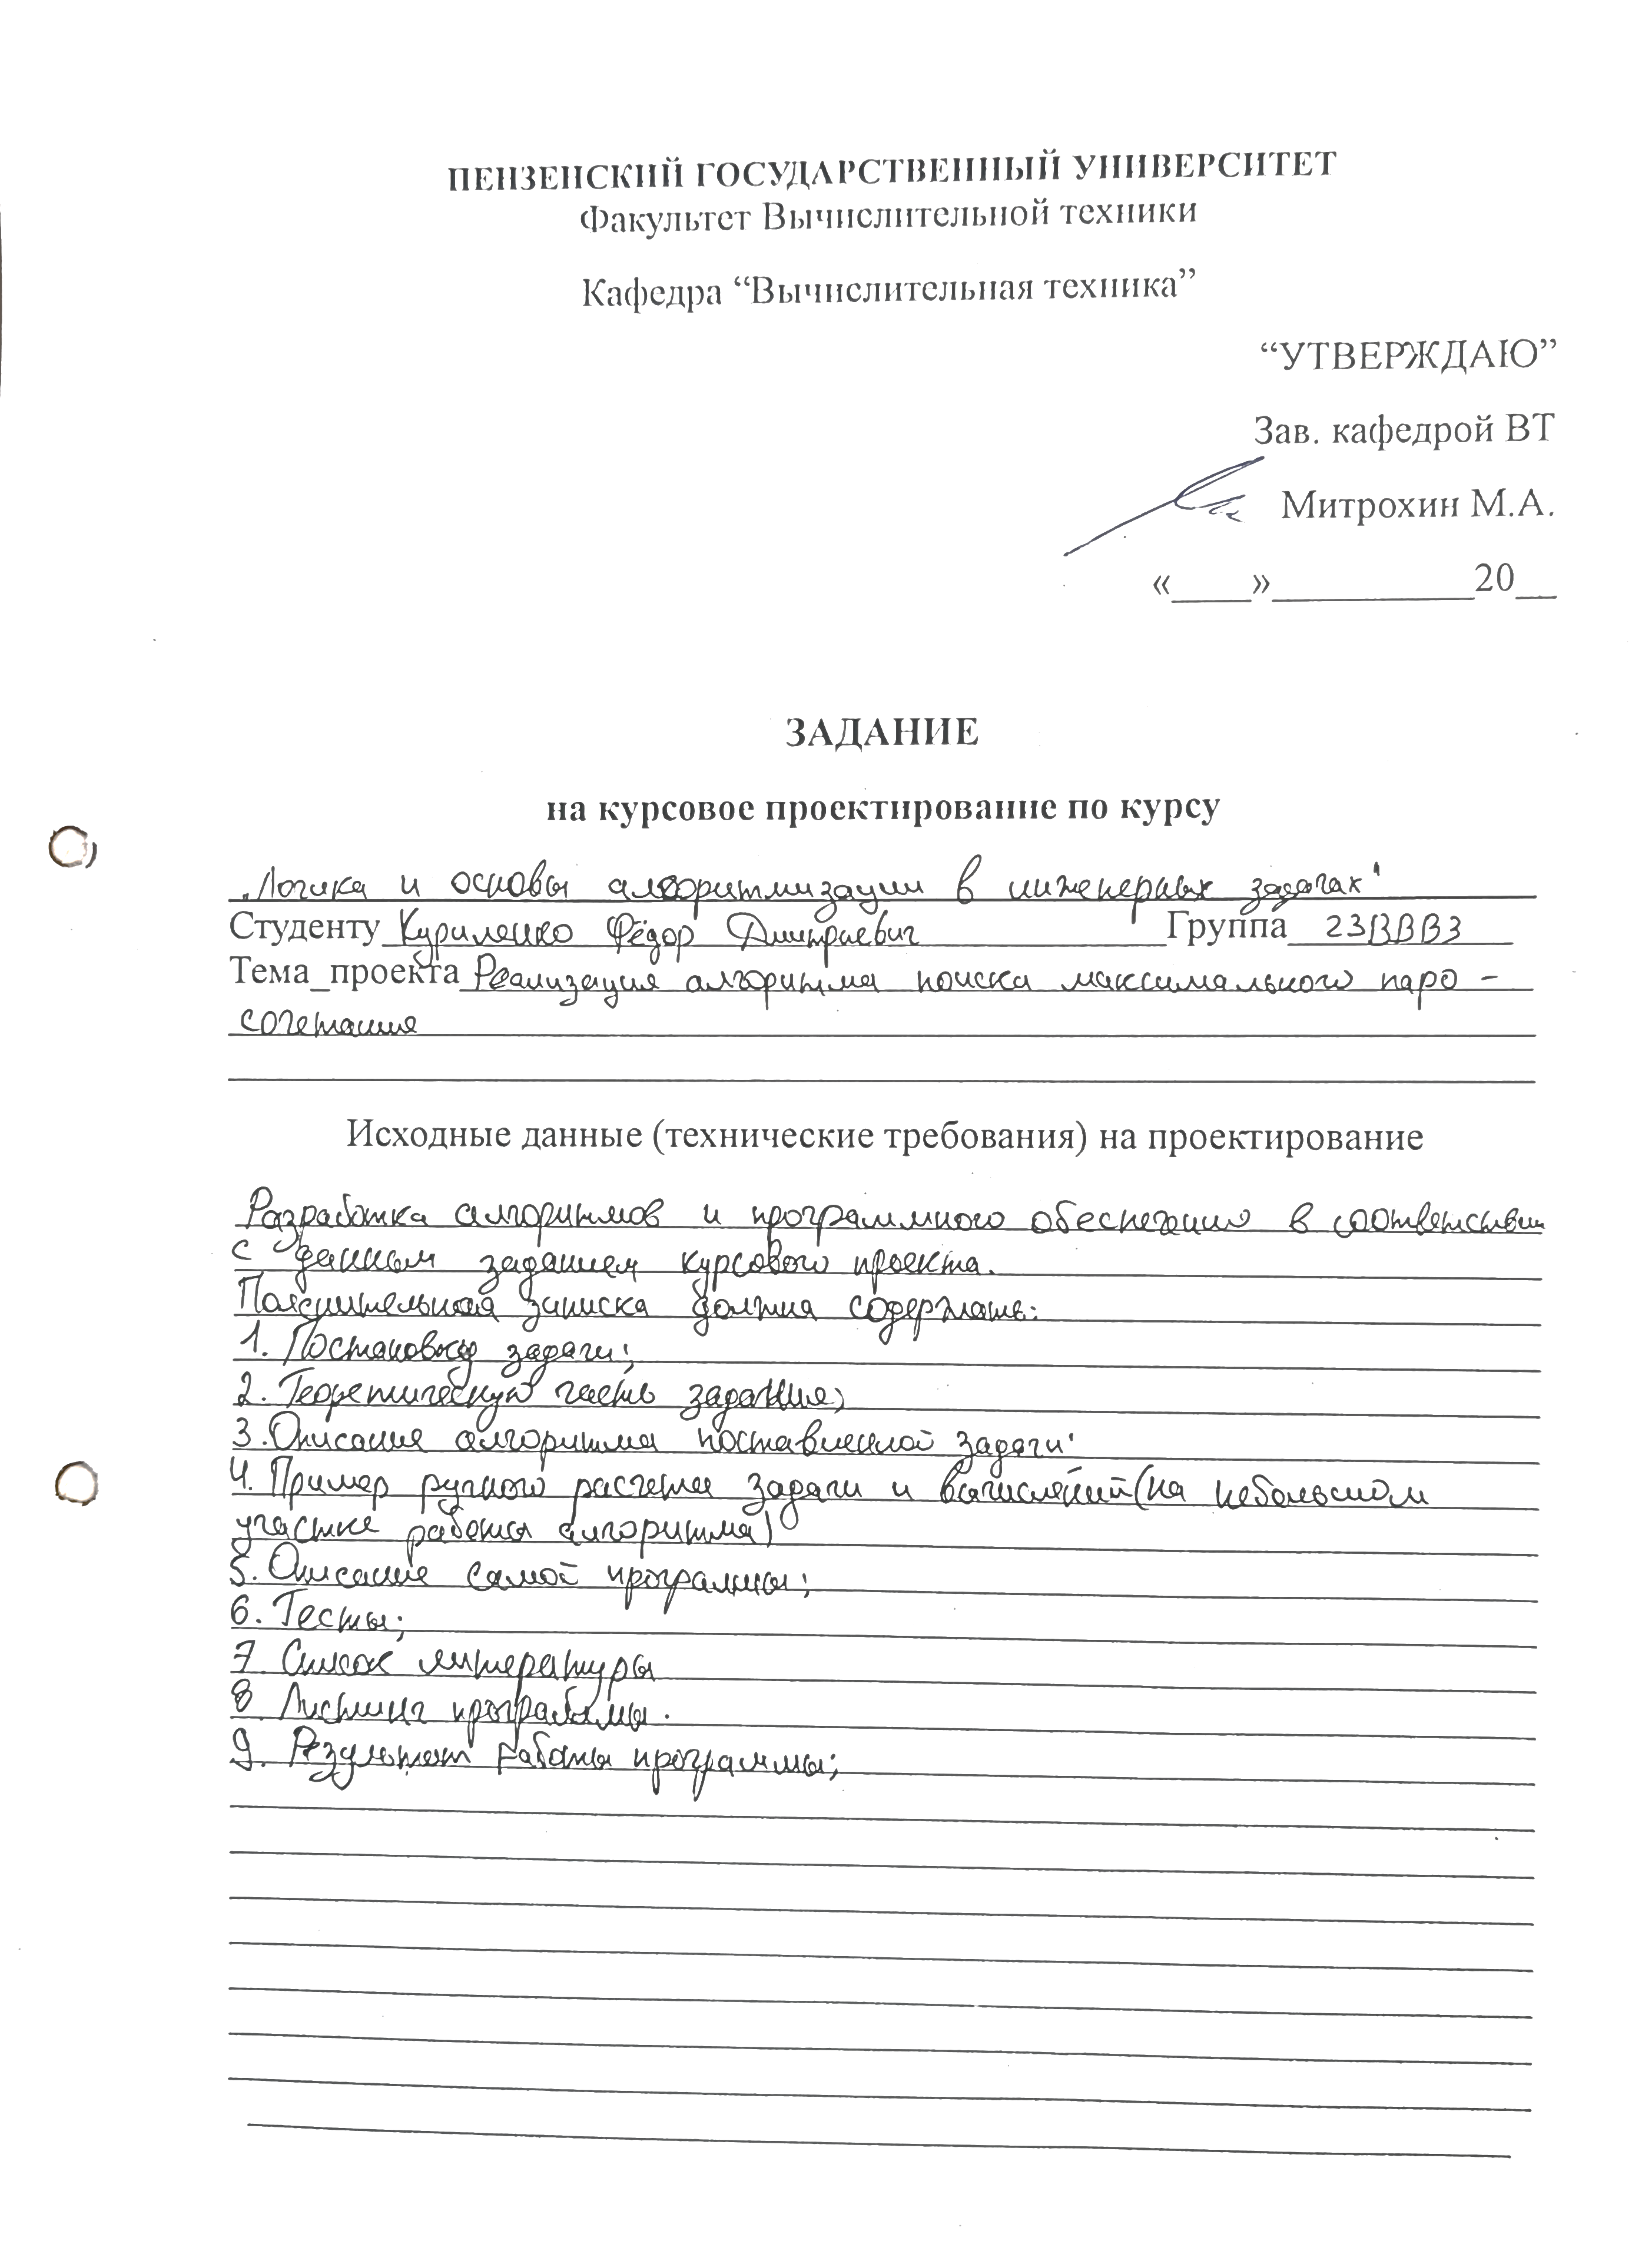 ПЕНЗЕНСКИЙ ГОСУДАРСТВЕННЫЙ УНИВЕРСИТЕТ
Факультет Вычислительной техники
Кафедра “Вычислительная техника”
“УТВЕРЖДАЮ”
Зав. кафедрой ВТ
Митрохин М.А.
«____»__________20__
ЗАДАНИЕ
на курсовое проектирование по курсу
„Логика и основы алгоритмизации в инженерных задачах"
Студенту Куриленко Фёдор Дмитриевич Группа 23ВВВ3
Тема_проекта Реализация алгоритма поиска максимального паро-
сочетания
Исходные данные (технические требования) на проектирование
Разработка алгоритмов и программного обеспечения в соответствии
с данным заданием курсового проекта.
Пояснительная записка должна содержать:
1. Постановку задачи;
2. Теоретическую часть задания;
3. Описание алгоритма поставленной задачи;
4. Пример ручного расчета задачи и вычислений (на небольшом
участке работы алгоритма)
5. Описание самой программы;
6. Тесты;
7 Список литературы
8 Листинг программы.
9. Результат работы программы;